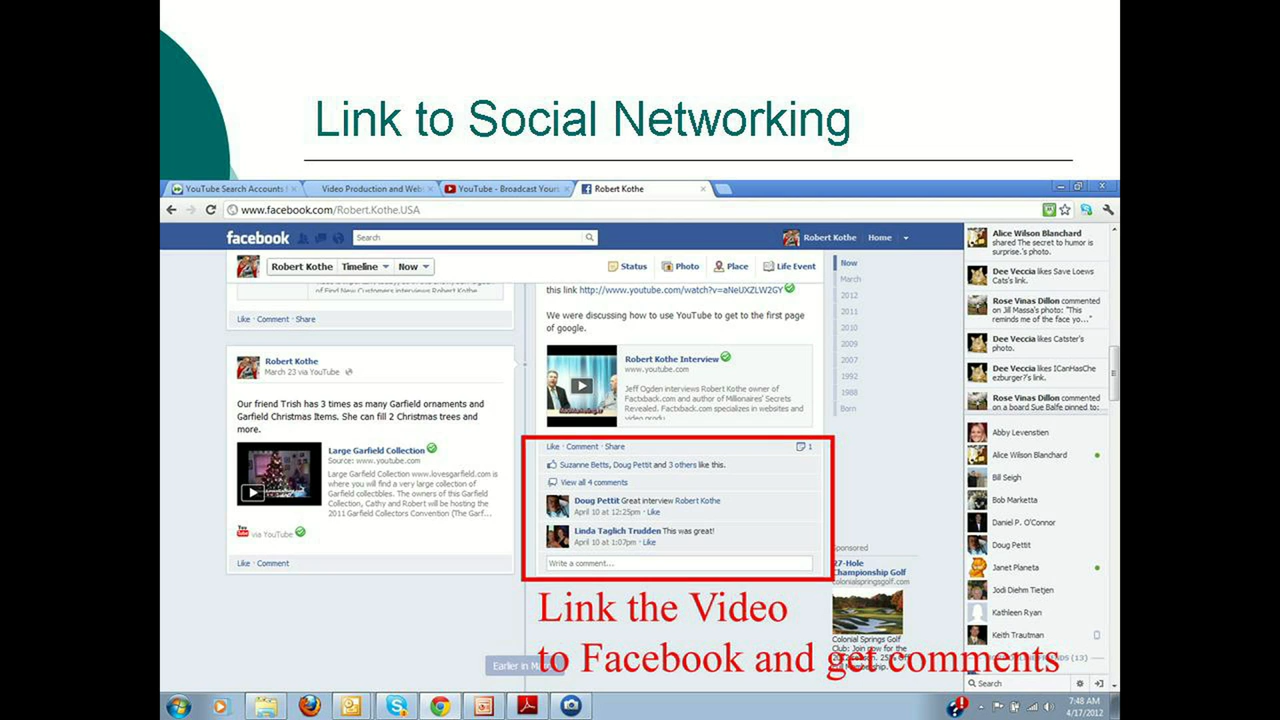 Link to Social Networking
YouTube Search Accounts
Video Production and Web
YouTube - Broadcast Yours
Robert Kothe
www.facebook.com/Robert.Kothe.USA
facebook
Search
Robert Kothe
Home
Robert Kothe
Timeline
Now
Status
Photo
Place
Life Event
of Find New Customers interviews Robert Kothe
Like · Comment · Share
Robert Kothe
March 23 via YouTube
Our friend Trish has 3 times as many Garfield ornaments and
Garfield Christmas Items. She can fill 2 Christmas trees and
more.
Large Garfield Collection
Source: www.youtube.com
Large Garfield Collection www.lovesgarfield.com is
where you will find a very large collection of
Garfield collectbles. The owners of this Garfield
Collection, Cathy and Robert will be hosting the
2011 Garfield Collectors Convention (The Garf...
via YouTube
Like · Comment
this link http://www.youtube.com/watch?v=aNeUXZLW2GY
We were discussing how to use YouTube to get to the first page
of google.
Robert Kothe Interview
www.youtube.com
Jeff Ogden interviews Robert Kothe owner of
Factxback.com and author of Millionaires' Secrets
Revealed. Factxback.com specializes in websites and
video produ
Like · Comment · Share
1
Suzanne Betts, Doug Pettit and 3 others like this.
View all 4 comments
Doug Pettit Great interview Robert Kothe
April 10 at 12:25pm · Like
Linda Taglich Trudden This was great!
April 10 at 1:07pm · Like
Write a comment...
Link the Video
to Facebook and get comments
Earlier in
Now
March
2012
2011
2010
2009
2007
1992
1988
Born
Sponsored
27-Hole
Championship Golf
colonialspringsgolf.com
Colonial Springs Golf
Club: Join now for the
Alice Wilson Blanchard
shared The secret to humor is
surprise.'s photo.
Dee Veccia likes Save Loews
Cats's link.
Rose Vinas Dillon commented
on Jill Massa's photo: "This
reminds me of the face yo..."
Dee Veccia likes Catster's
photo.
Dee Veccia likes ICanHasChe
ezburger?'s link.
Rose Vinas Dillon commented
on a board Sue Balfe pinned to:
Abby Levenstien
Alice Wilson Blanchard
Bill Seigh
Bob Marketta
Daniel P. O'Connor
Doug Pettit
Janet Planeta
Jodi Diehm Tietjen
Kathleen Ryan
Keith Trautman
(13)
Search
7:48 AM
4/17/2012